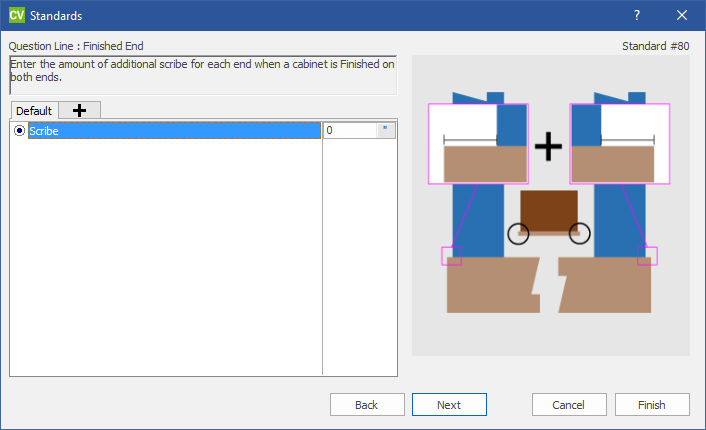 CV Standards
?
Question Line : Finished End
Standard #80
Enter the amount of additional scribe for each end when a cabinet is Finished on
both ends.
Default
Scribe
0
"
Back
Next
Cancel
Finish